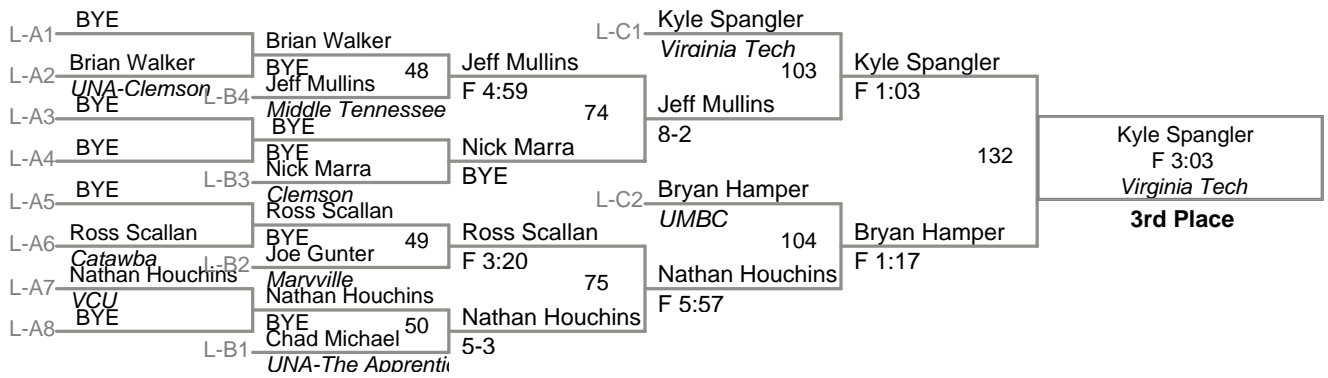 L-A1
BYE
L-A2
Brian Walker
UNA-Clemson
L-A3
BYE
L-A4
BYE
L-A5
BYE
L-A6
Ross Scallan
Catawba
L-A7
Nathan Houchins
VCU
L-A8
BYE
Brian Walker
BYE
48
L-B4
Jeff Mullins
Middle Tennessee
BYE
BYE
L-B3
Nick Marra
Clemson
Ross Scallan
BYE
49
L-B2
Joe Gunter
Maryville
Nathan Houchins
BYE
50
L-B1
Chad Michael
UNA-The Apprenti
Jeff Mullins
F 4:59
74
Nick Marra
BYE
Ross Scallan
F 3:20
75
Nathan Houchins
5-3
L-C1
Kyle Spangler
Virginia Tech
103
Jeff Mullins
8-2
L-C2
Bryan Hamper
UMBC
104
Nathan Houchins
F 5:57
Kyle Spangler
F 1:03
132
Bryan Hamper
F 1:17
Kyle Spangler
F 3:03
Virginia Tech
3rd Place